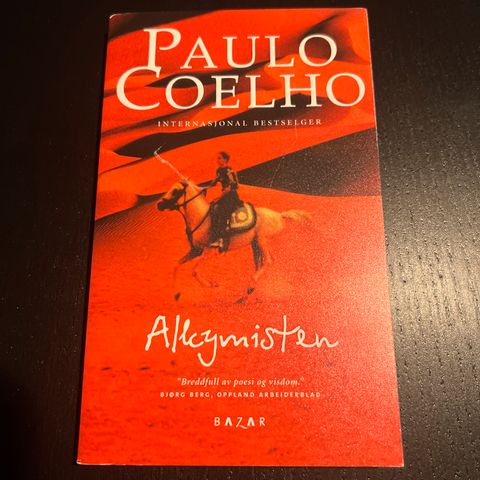 PAULO
COELHO
INTERNASJONAL BESTSELGER
Alkymisten
"Breddfull av poesi og visdom."
BJØRG BERG, OPPLAND ARBEIDERBLAD
BAZAR